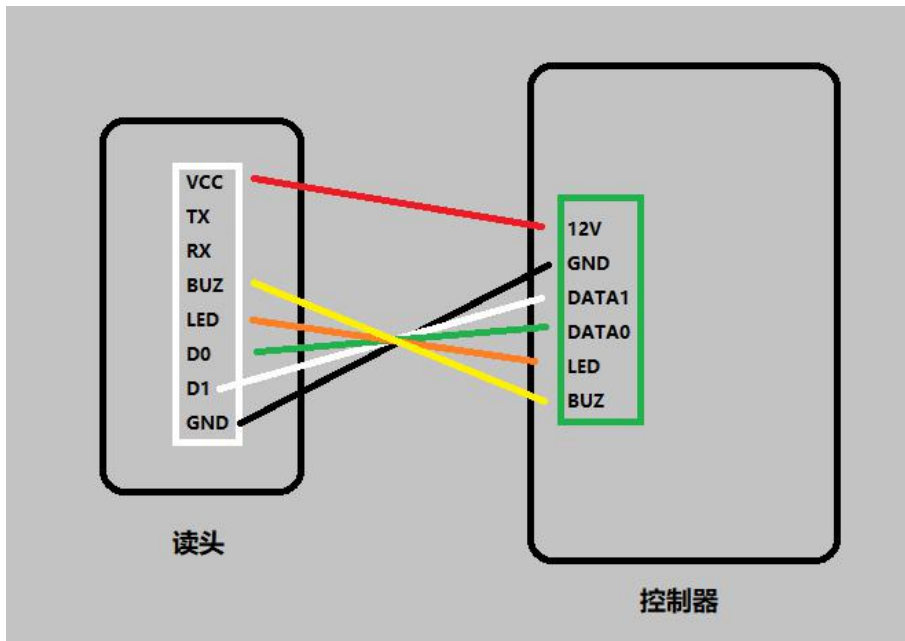 VCC
TX
RX
BUZ
LED
D0
D1
GND
读头
12V
GND
DATA1
DATA0
LED
BUZ
控制器